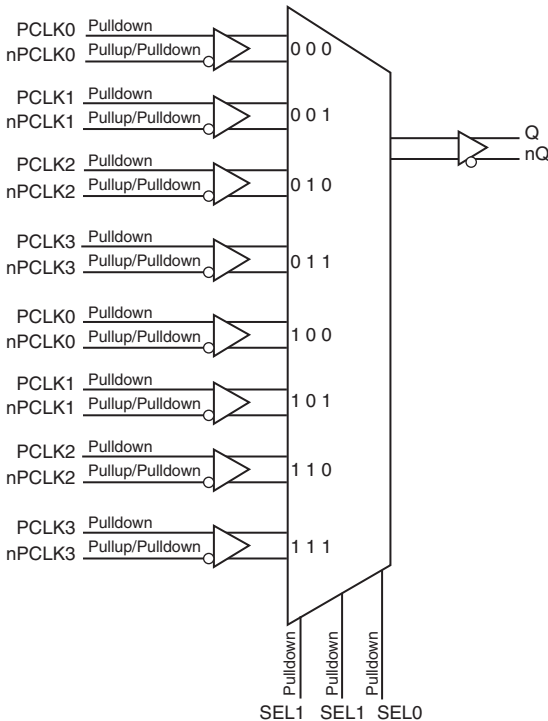 PCLK0 Pulldown
nPCLK0 Pullup/Pulldown
0 0 0
PCLK1 Pulldown
nPCLK1 Pullup/Pulldown
0 0 1
Q
nQ
PCLK2 Pulldown
nPCLK2 Pullup/Pulldown
0 1 0
PCLK3 Pulldown
nPCLK3 Pullup/Pulldown
0 1 1
PCLK0 Pulldown
nPCLK0 Pullup/Pulldown
1 0 0
PCLK1 Pulldown
nPCLK1 Pullup/Pulldown
1 0 1
PCLK2 Pulldown
nPCLK2 Pullup/Pulldown
1 1 0
PCLK3 Pulldown
nPCLK3 Pullup/Pulldown
1 1 1
Pulldown
Pulldown
Pulldown
SEL1 SEL1 SEL0